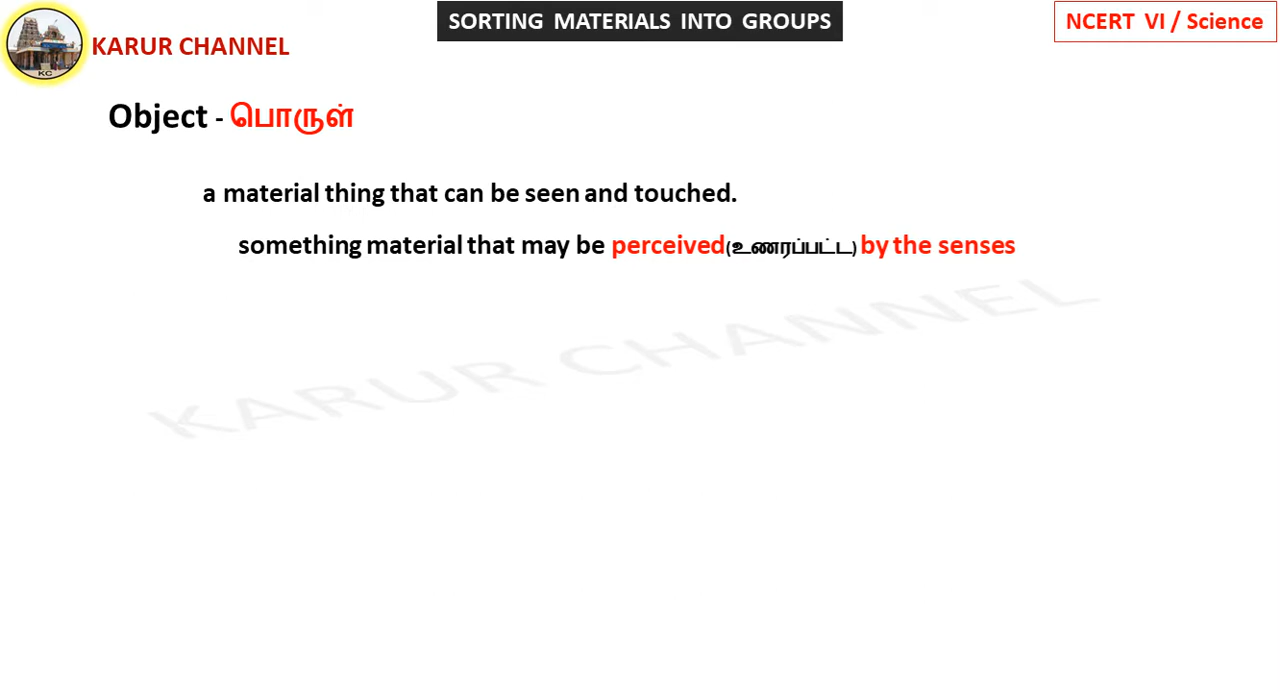 SORTING MATERIALS INTO GROUPS
NCERT VI / Science
KARUR CHANNEL
KC
Object - பொருள்
a material thing that can be seen and touched.
something material that may be perceived(உணரப்பட்ட) by the senses
KARUR CHANNEL